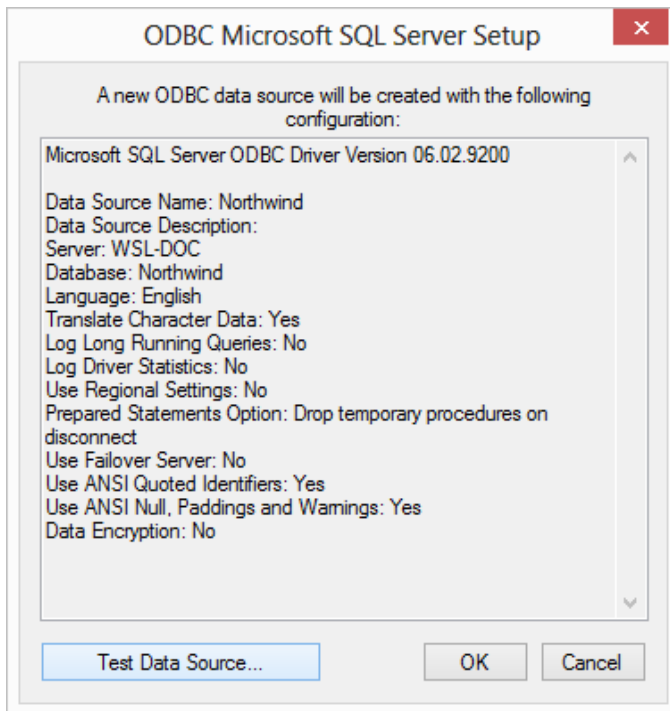 ODBC Microsoft SQL Server Setup
A new ODBC data source will be created with the following
configuration:
Microsoft SQL Server ODBC Driver Version 06.02.9200
Data Source Name: Northwind
Data Source Description:
Server: WSL-DOC
Database: Northwind
Language: English
Translate Character Data: Yes
Log Long Running Queries: No
Log Driver Statistics: No
Use Regional Settings: No
Prepared Statements Option: Drop temporary procedures on
disconnect
Use Failover Server: No
Use ANSI Quoted Identifiers: Yes
Use ANSI Null, Paddings and Warnings: Yes
Data Encryption: No
Test Data Source...
OK
Cancel